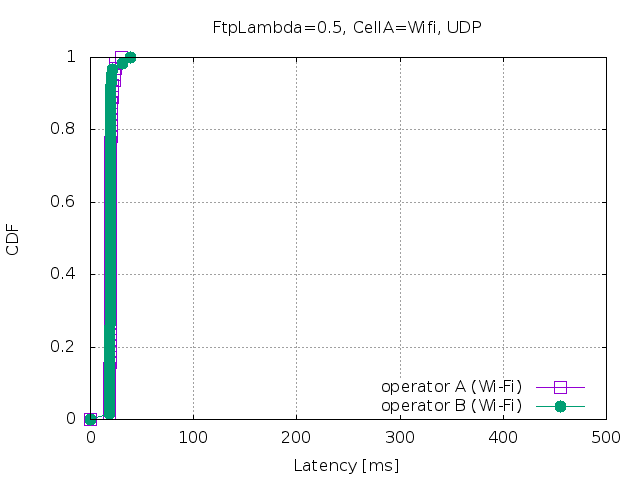 FtpLambda=0.5, CellA=Wifi, UDP
1
0.8
0.6
0.4
0.2
0
CDF
operator A (Wi-Fi)
operator B (Wi-Fi)
0 100 200 300 400 500
Latency [ms]